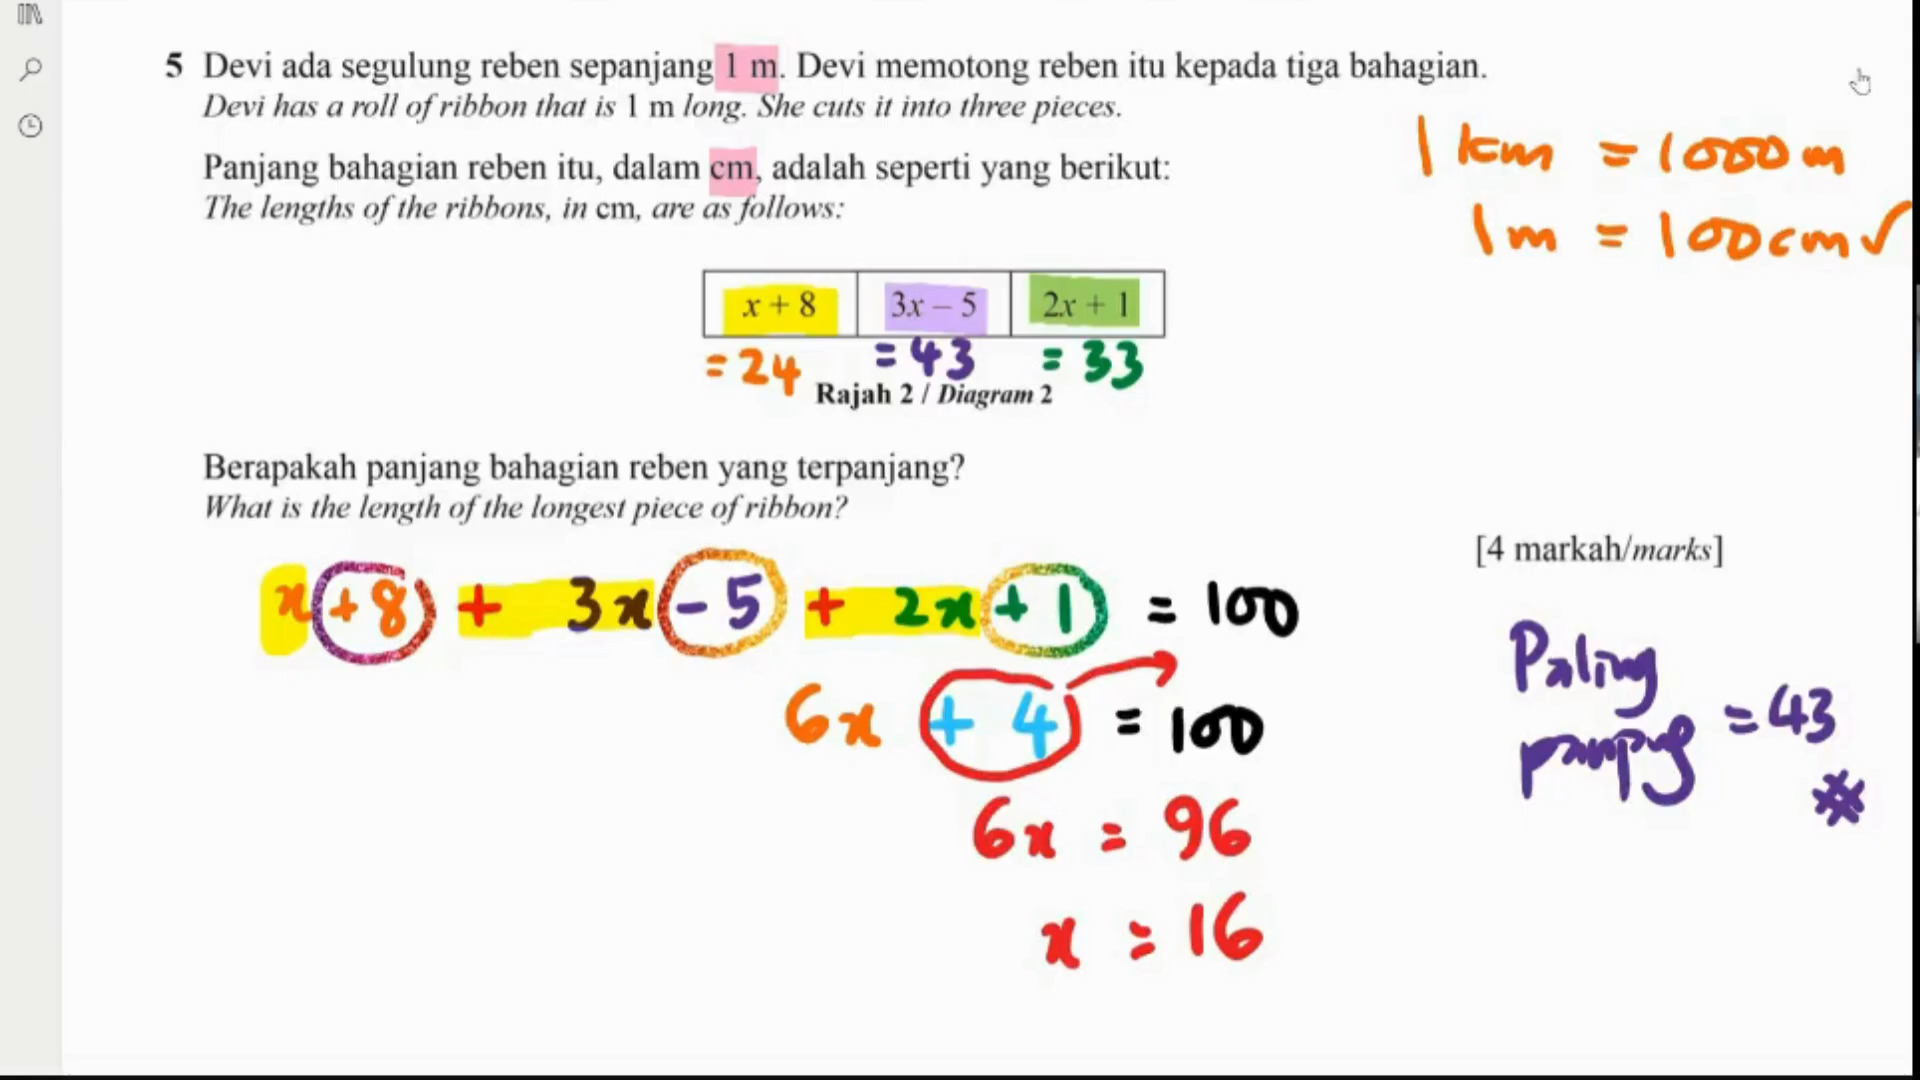 5 Devi ada segulung reben sepanjang 1 m. Devi memotong reben itu kepada tiga bahagian.
Devi has a roll of ribbon that is 1 m long. She cuts it into three pieces.
1 km = 1000 m
Panjang bahagian reben itu, dalam cm, adalah seperti yang berikut:
The lengths of the ribbons, in cm, are as follows:
1 m = 100 cm ✓
x + 8 3x – 5 2x + 1
= 24 = 43 = 33
Rajah 2 / Diagram 2
Berapakah panjang bahagian reben yang terpanjang?
What is the length of the longest piece of ribbon?
[4 markah/marks]
x + 8 + 3x - 5 + 2x + 1 = 100
6x + 4 = 100
6x = 96
x = 16
Paling
panjang = 43